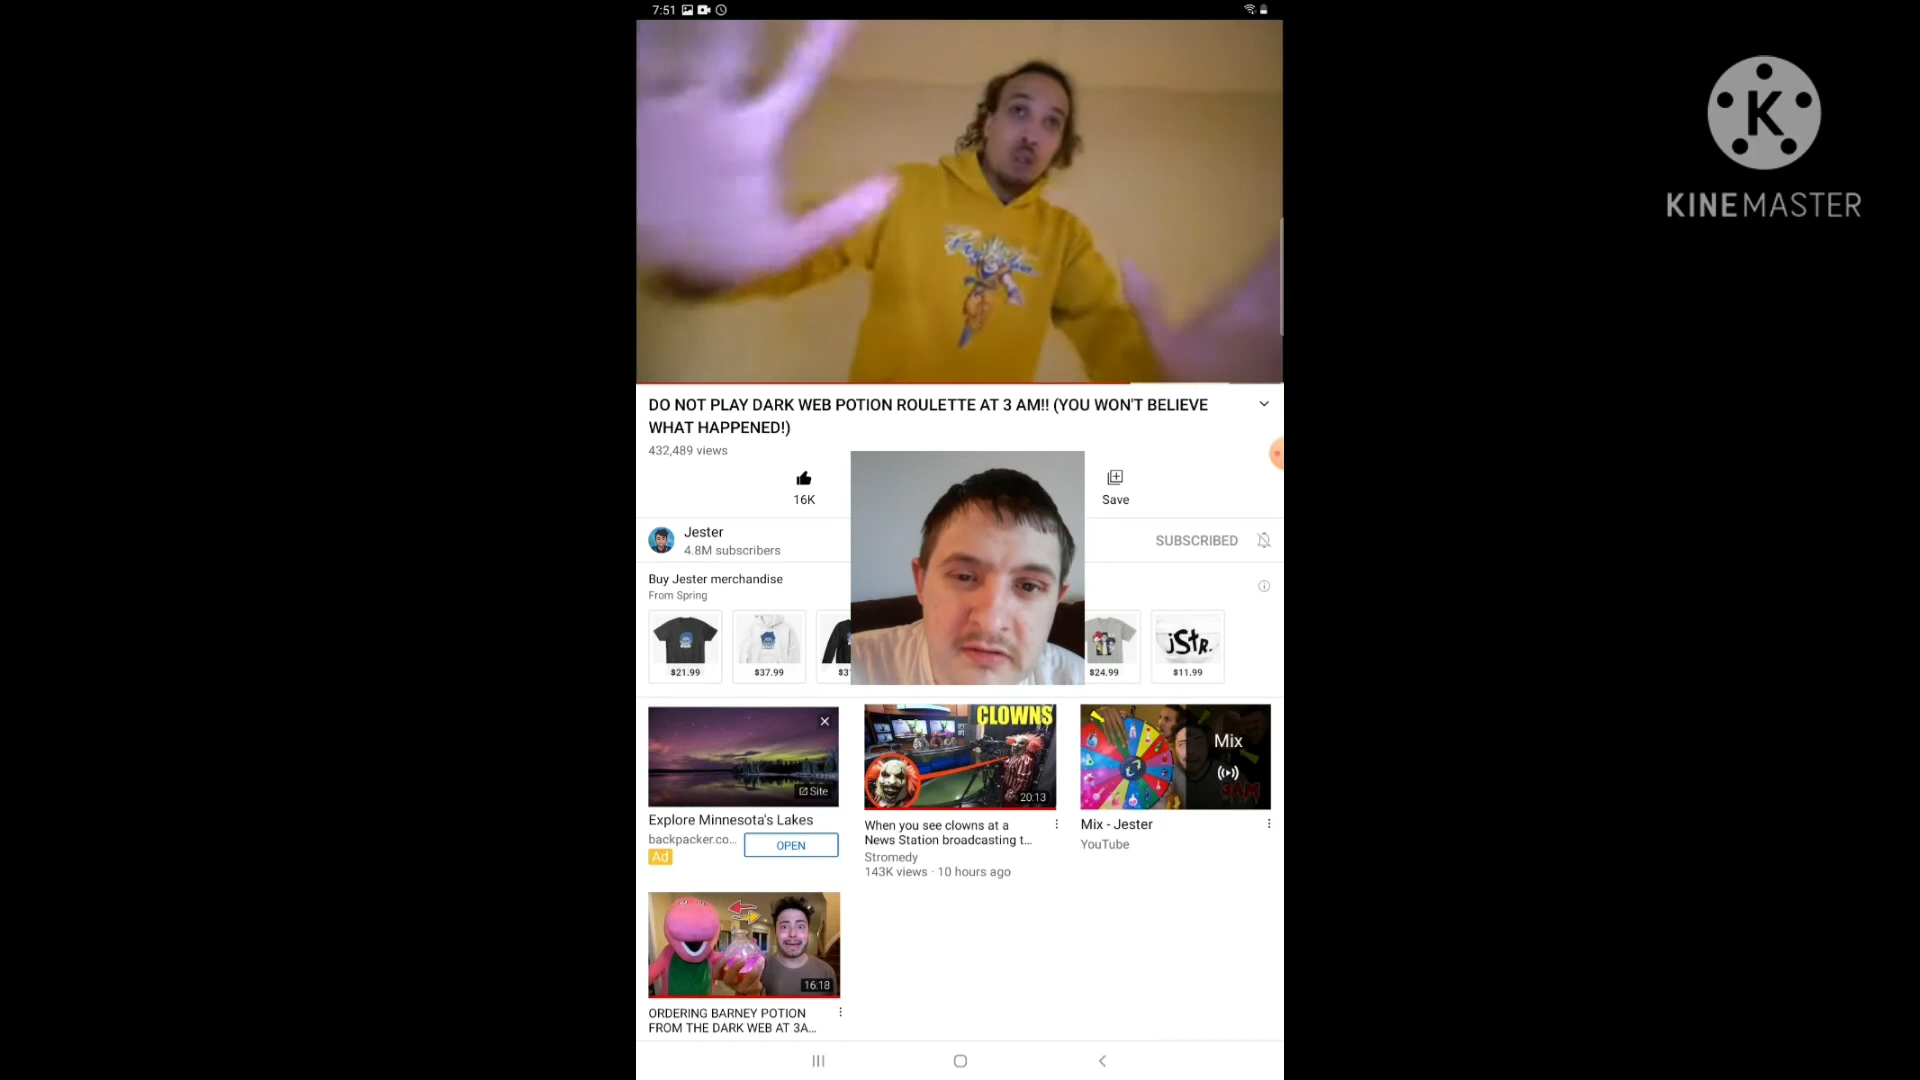 7:51
K
KINEMASTER
DO NOT PLAY DARK WEB POTION ROULETTE AT 3 AM!! (YOU WON'T BELIEVE
WHAT HAPPENED!)
432,489 views
16K
Save
Jester
4.8M subscribers
SUBSCRIBED
Buy Jester merchandise
From Spring
jSTR.
$21.99
$37.99
$3
$24.99
$11.99
Site
CLOWNS
20:13
Mix
3AM
Explore Minnesota's Lakes
backpacker.co...
Ad
OPEN
When you see clowns at a
News Station broadcasting t...
Stromedy
143K views · 10 hours ago
Mix - Jester
YouTube
16:18
ORDERING BARNEY POTION
FROM THE DARK WEB AT 3A...